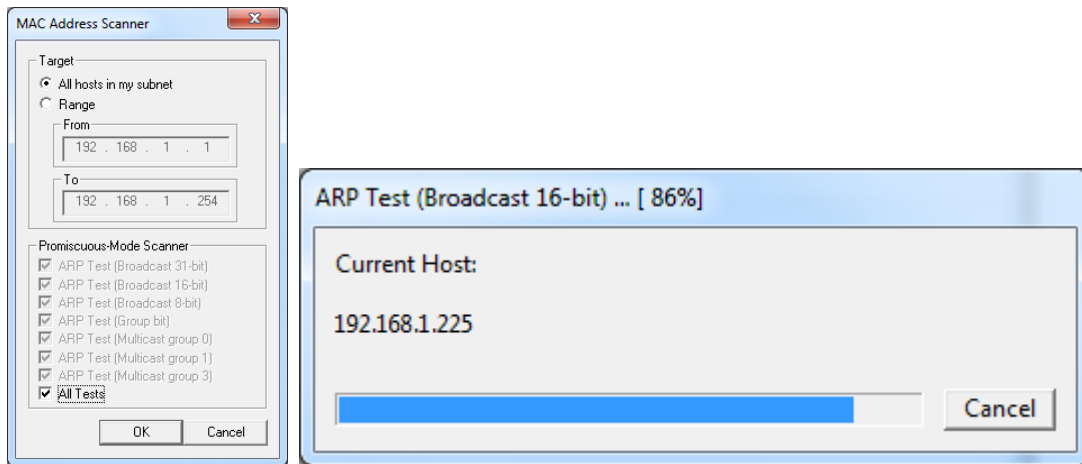 MAC Address Scanner
Target
All hosts in my subnet
Range
From
192 . 168 . 1 . 1
To
192 . 168 . 1 . 254
Promiscuous-Mode Scanner
ARP Test (Broadcast 31-bit)
ARP Test (Broadcast 16-bit)
ARP Test (Broadcast 8-bit)
ARP Test (Group bit)
ARP Test (Multicast group 0)
ARP Test (Multicast group 1)
ARP Test (Multicast group 3)
All Tests
OK Cancel
ARP Test (Broadcast 16-bit) ... [ 86%]
Current Host:
192.168.1.225
Cancel